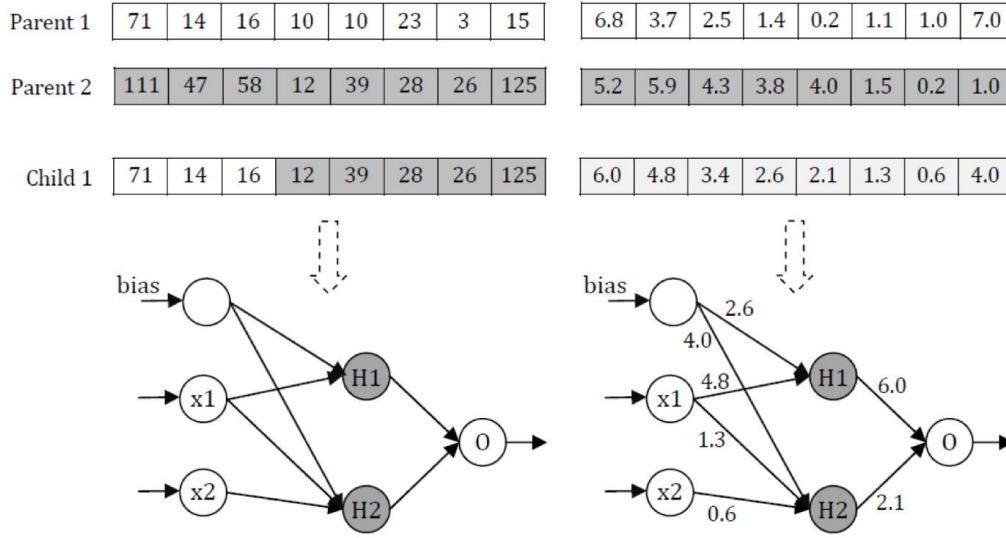 Parent 1 71 14 16 10 10 23 3 15 6.8 3.7 2.5 1.4 0.2 1.1 1.0 7.0
Parent 2 111 47 58 12 39 28 26 125 5.2 5.9 4.3 3.8 4.0 1.5 0.2 1.0
Child 1 71 14 16 12 39 28 26 125 6.0 4.8 3.4 2.6 2.1 1.3 0.6 4.0
bias
x1
x2
H1
H2
O
bias
2.6
4.0
x1
4.8
1.3
x2
0.6
H1
6.0
H2
2.1
O